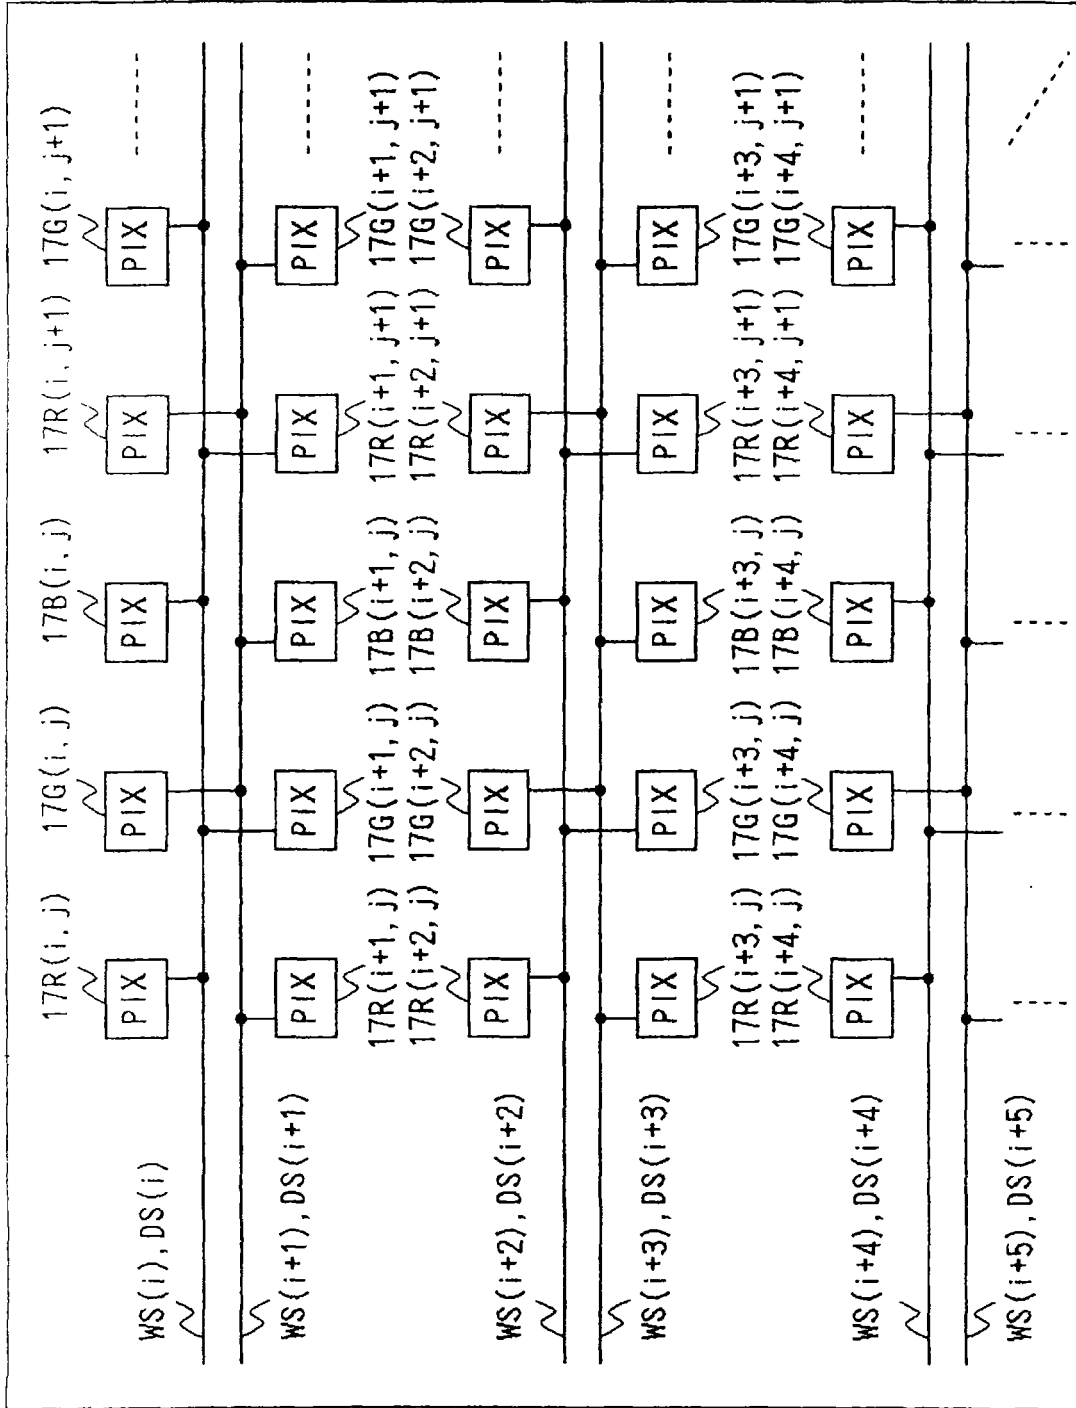 17R(i, j) 17G(i, j) 17B(i, j) 17R(i, j+1) 17G(i, j+1)
PIX PIX PIX PIX PIX
WS(i), DS(i)
WS(i+1), DS(i+1)
PIX PIX PIX PIX PIX
17R(i+1, j) 17G(i+1, j) 17B(i+1, j) 17R(i+1, j+1) 17G(i+1, j+1)
17R(i+2, j) 17G(i+2, j) 17B(i+2, j) 17R(i+2, j+1) 17G(i+2, j+1)
PIX PIX PIX PIX PIX
WS(i+2), DS(i+2)
WS(i+3), DS(i+3)
PIX PIX PIX PIX PIX
17R(i+3, j) 17G(i+3, j) 17B(i+3, j) 17R(i+3, j+1) 17G(i+3, j+1)
17R(i+4, j) 17G(i+4, j) 17B(i+4, j) 17R(i+4, j+1) 17G(i+4, j+1)
PIX PIX PIX PIX PIX
WS(i+4), DS(i+4)
WS(i+5), DS(i+5)